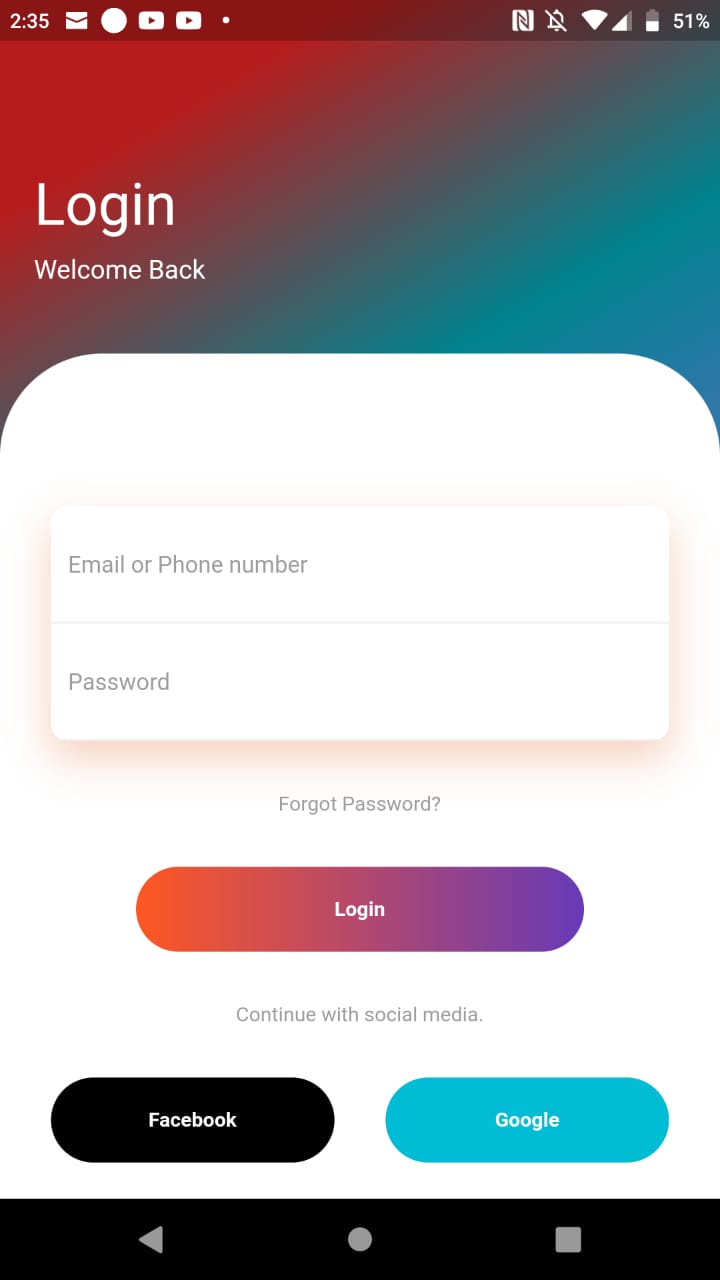 2:35 51%
Login
Welcome Back
Email or Phone number
Password
Forgot Password?
Login
Continue with social media.
Facebook Google